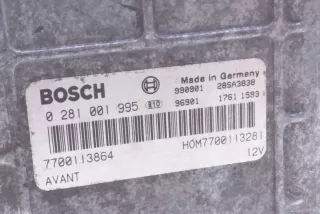 BOSCH
Made in Germany
0 281 001 995
990901 28SA3838
96901 1761 1593
7700113864
HOM7700113281
AVANT
12V